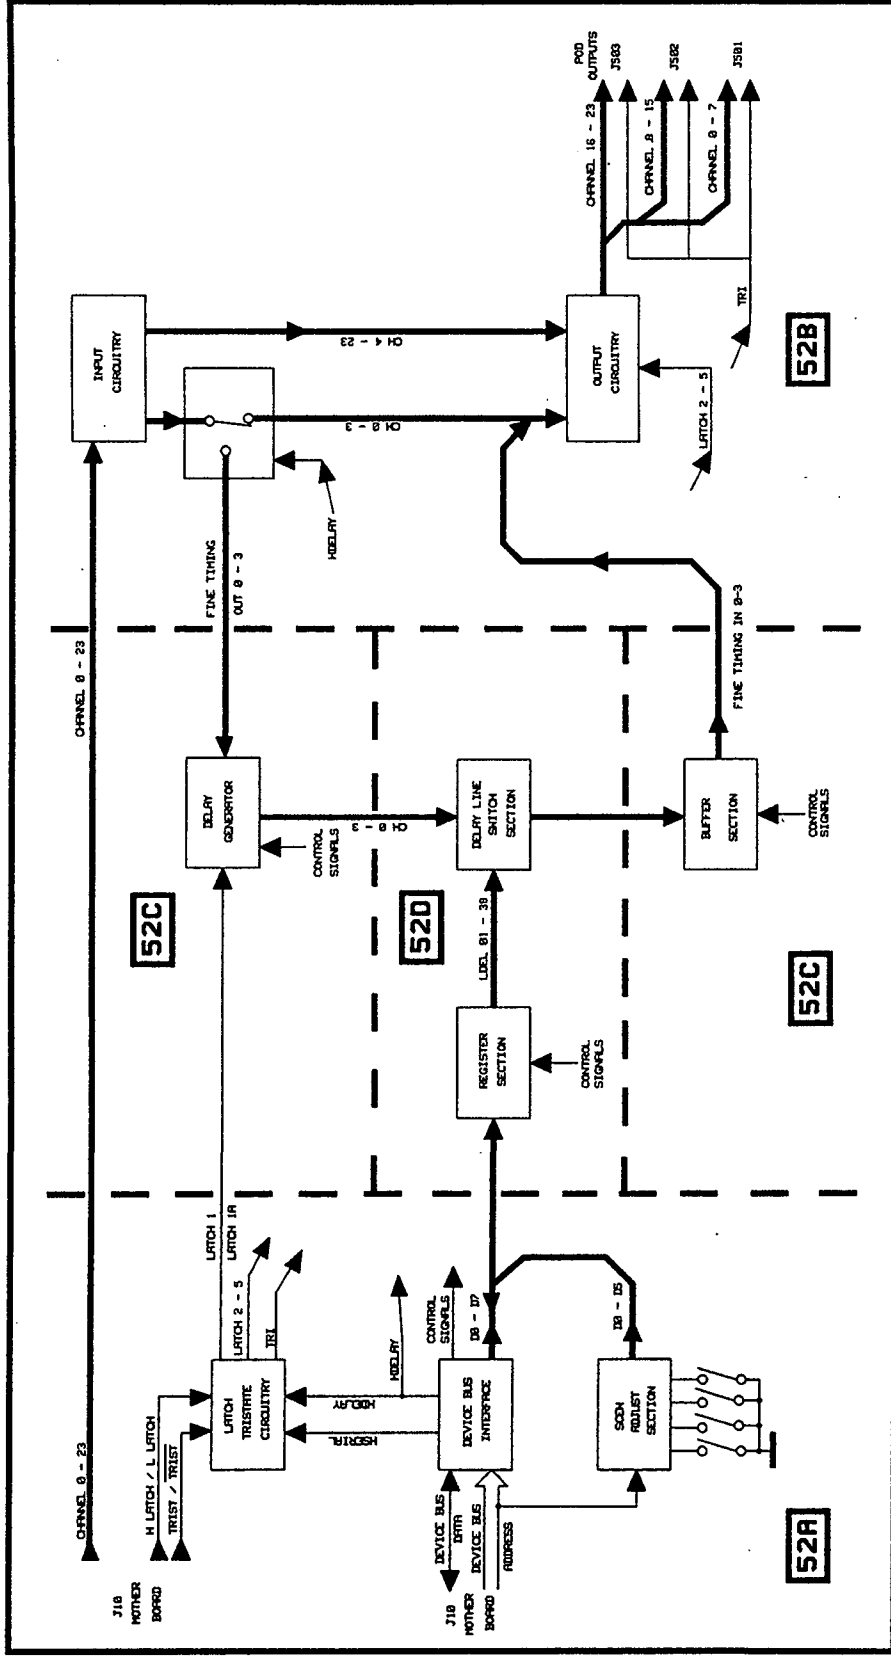 CHANNEL 0 - 23
J10
MOTHER
BOARD
H LATCH / L LATCH
TRIST / TRIST
LATCH
TRISTATE
CIRCUITRY
LATCH 1
LATCH 1A
LATCH 2 - 5
TRI
HSERIAL
HDELAY
HDELAY
CONTROL
SIGNALS
DEVICE BUS
DATA
J10
MOTHER
BOARD
DEVICE BUS
ADDRESS
DEVICE BUS
INTERFACE
D0 - D7
D0 - D5
ADJUST
SECTION
52A
CHANNEL 0 - 23
52C
DELAY
GENERATOR
CONTROL
SIGNALS
CH 0 - 3
FINE TIMING
OUT 0 - 3
52D
REGISTER
SECTION
CONTROL
SIGNALS
LDEL 01 - 39
DELAY LINE
SWITCH
SECTION
52C
BUFFER
SECTION
CONTROL
SIGNALS
FINE TIMING IN 0-3
INPUT
CIRCUITRY
HDELAY
CH 4 - 23
CH 0 - 3
OUTPUT
CIRCUITRY
LATCH 2 - 5
TRI
52B
POD
OUTPUTS
CHANNEL 16 - 23
J503
CHANNEL 8 - 15
J502
CHANNEL 0 - 7
J501